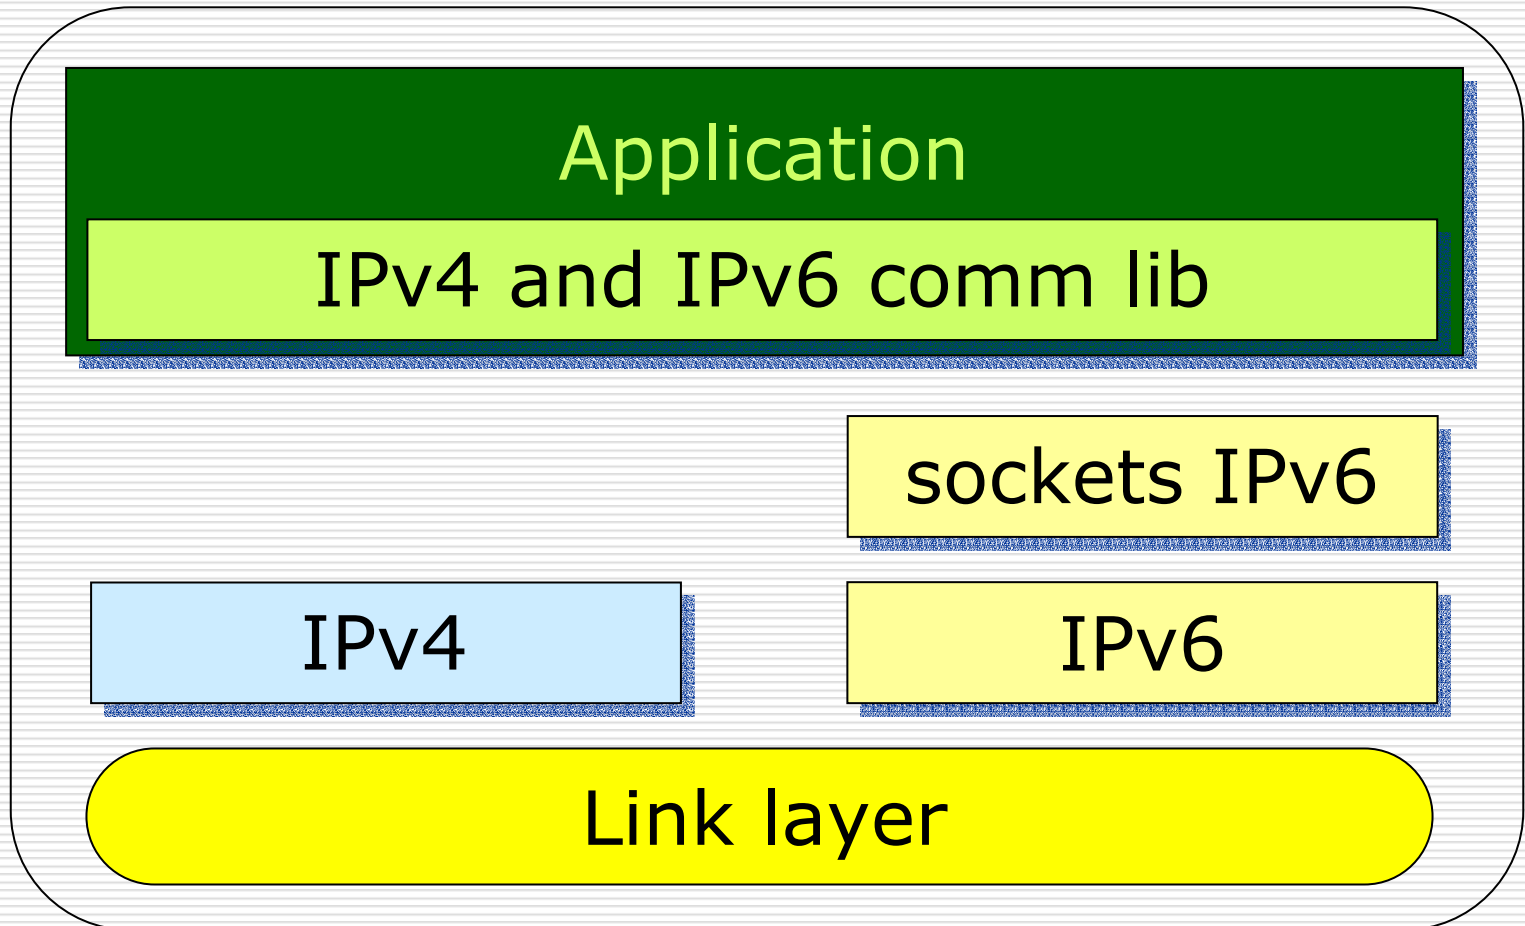 Application
IPv4 and IPv6 comm lib
sockets IPv6
IPv4
IPv6
Link layer